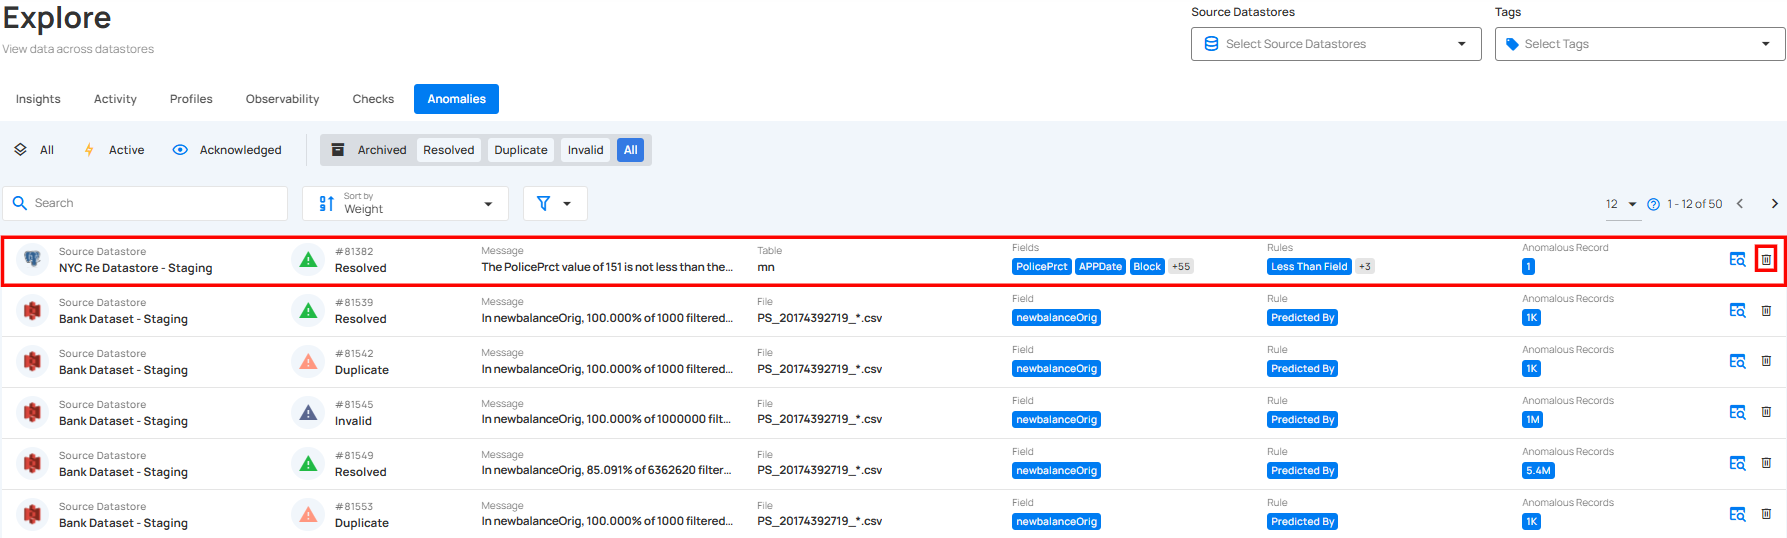 Explore
View data across datastores
Source Datastores
Select Source Datastores
Tags
Select Tags
Insights Activity Profiles Observability Checks Anomalies
All Active Acknowledged Archived Resolved Duplicate Invalid All
Search
Sort by
Weight
12 1 - 12 of 50
Source Datastore #81382 Message Table Fields Rules Anomalous Record
NYC Re Datastore - Staging Resolved The PolicePrct value of 151 is not less than the... mn PolicePrct APPDate Block +55 Less Than Field +3 1
Source Datastore #81539 Message File Field Rule Anomalous Records
Bank Dataset - Staging Resolved In newbalanceOrig, 100.000% of 1000 filtered... PS_20174392719_*.csv newbalanceOrig Predicted By 1K
Source Datastore #81542 Message File Field Rule Anomalous Records
Bank Dataset - Staging Duplicate In newbalanceOrig, 100.000% of 1000 filtered... PS_20174392719_*.csv newbalanceOrig Predicted By 1K
Source Datastore #81545 Message File Field Rule Anomalous Records
Bank Dataset - Staging Invalid In newbalanceOrig, 100.000% of 1000000 filt... PS_20174392719_*.csv newbalanceOrig Predicted By 1M
Source Datastore #81549 Message File Field Rule Anomalous Records
Bank Dataset - Staging Resolved In newbalanceOrig, 85.091% of 6362620 filter... PS_20174392719_*.csv newbalanceOrig Predicted By 5.4M
Source Datastore #81553 Message File Field Rule Anomalous Records
Bank Dataset - Staging Duplicate In newbalanceOrig, 100.000% of 1000 filtered... PS_20174392719_*.csv newbalanceOrig Predicted By 1K